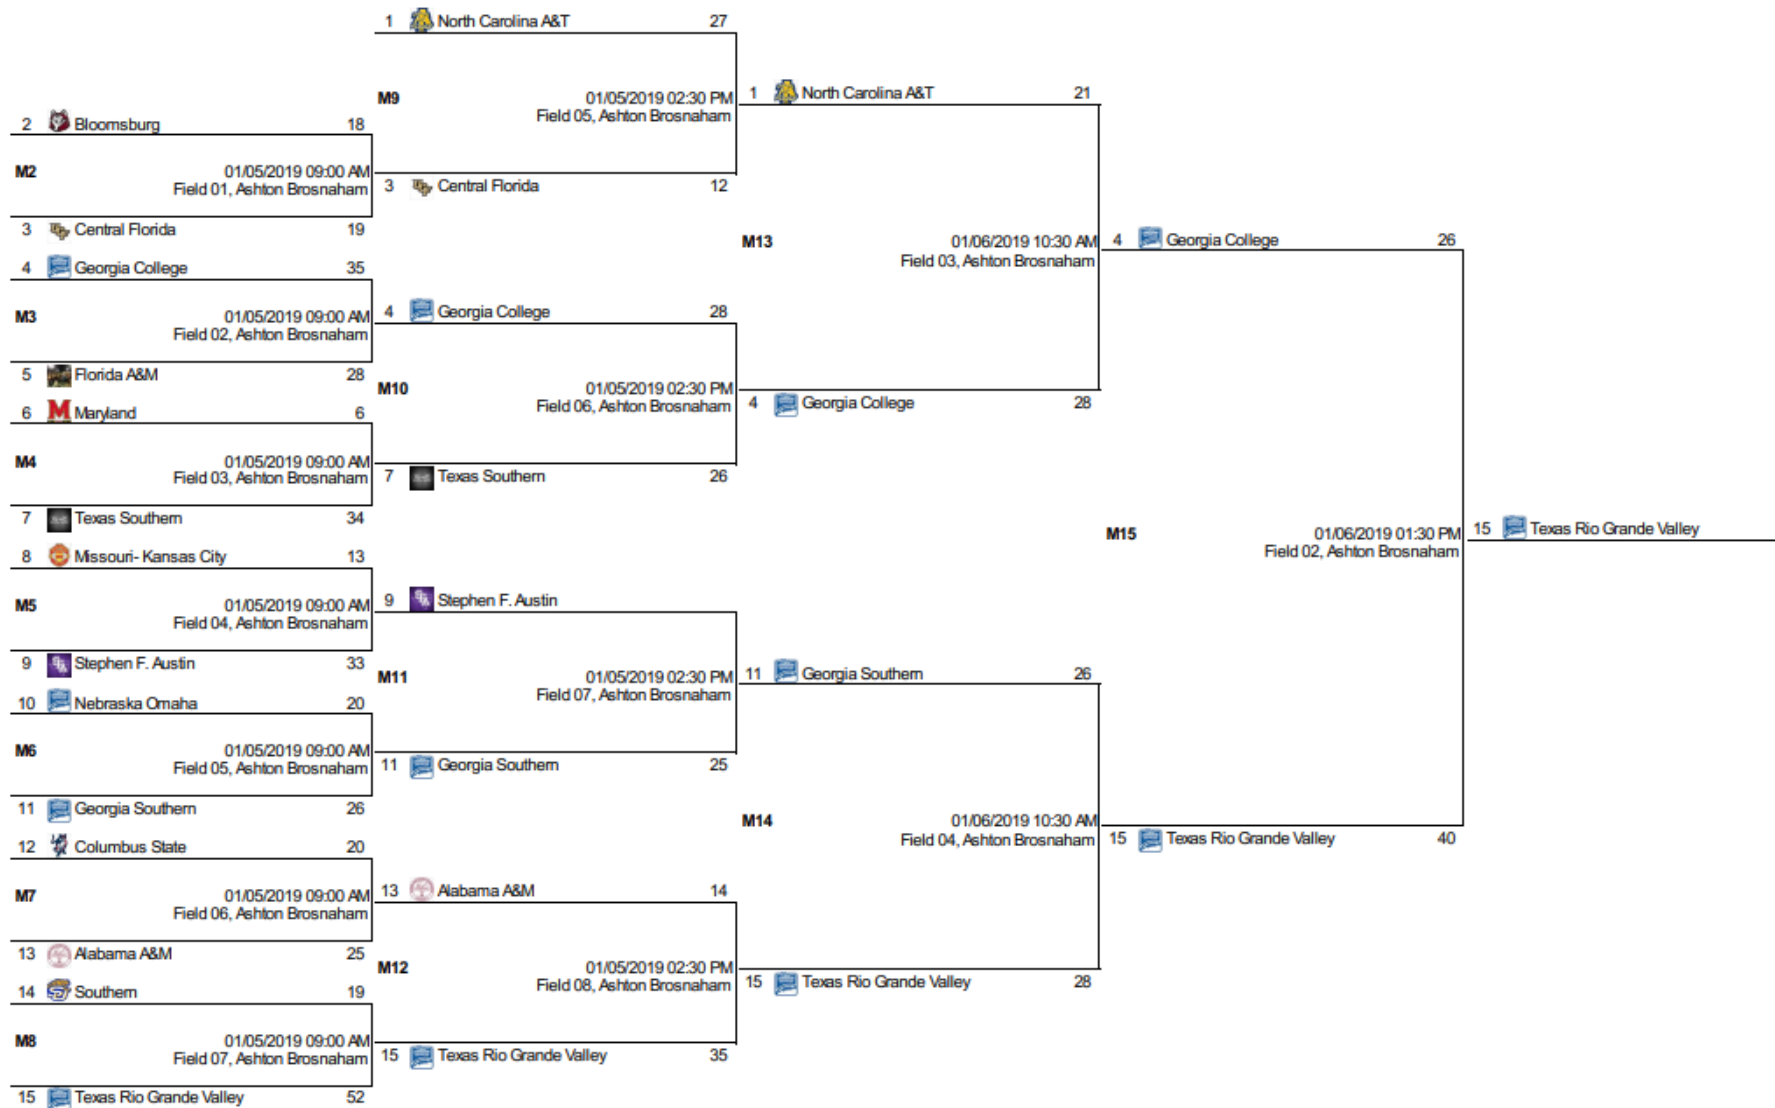 1 North Carolina A&T 27
M9 01/05/2019 02:30 PM
Field 05, Ashton Brosnaham
1 North Carolina A&T 21
2 Bloomsburg 18
M2 01/05/2019 09:00 AM
Field 01, Ashton Brosnaham
3 Central Florida 12
3 Central Florida 19
M13 01/06/2019 10:30 AM
Field 03, Ashton Brosnaham
4 Georgia College 26
4 Georgia College 35
M3 01/05/2019 09:00 AM
Field 02, Ashton Brosnaham
4 Georgia College 28
5 Florida A&M 28
M10 01/05/2019 02:30 PM
Field 06, Ashton Brosnaham
4 Georgia College 28
6 M Maryland 6
M4 01/05/2019 09:00 AM
Field 03, Ashton Brosnaham
7 Texas Southern 26
7 Texas Southern 34
M15 01/06/2019 01:30 PM
Field 02, Ashton Brosnaham
15 Texas Rio Grande Valley
8 Missouri- Kansas City 13
M5 01/05/2019 09:00 AM
Field 04, Ashton Brosnaham
9 Stephen F. Austin
9 Stephen F. Austin 33
M11 01/05/2019 02:30 PM
Field 07, Ashton Brosnaham
11 Georgia Southern 26
10 Nebraska Omaha 20
M6 01/05/2019 09:00 AM
Field 05, Ashton Brosnaham
11 Georgia Southern 25
11 Georgia Southern 26
M14 01/06/2019 10:30 AM
Field 04, Ashton Brosnaham
15 Texas Rio Grande Valley 40
12 Columbus State 20
M7 01/05/2019 09:00 AM
Field 06, Ashton Brosnaham
13 Alabama A&M 14
13 Alabama A&M 25
M12 01/05/2019 02:30 PM
Field 08, Ashton Brosnaham
15 Texas Rio Grande Valley 28
14 Southern 19
M8 01/05/2019 09:00 AM
Field 07, Ashton Brosnaham
15 Texas Rio Grande Valley 35
15 Texas Rio Grande Valley 52